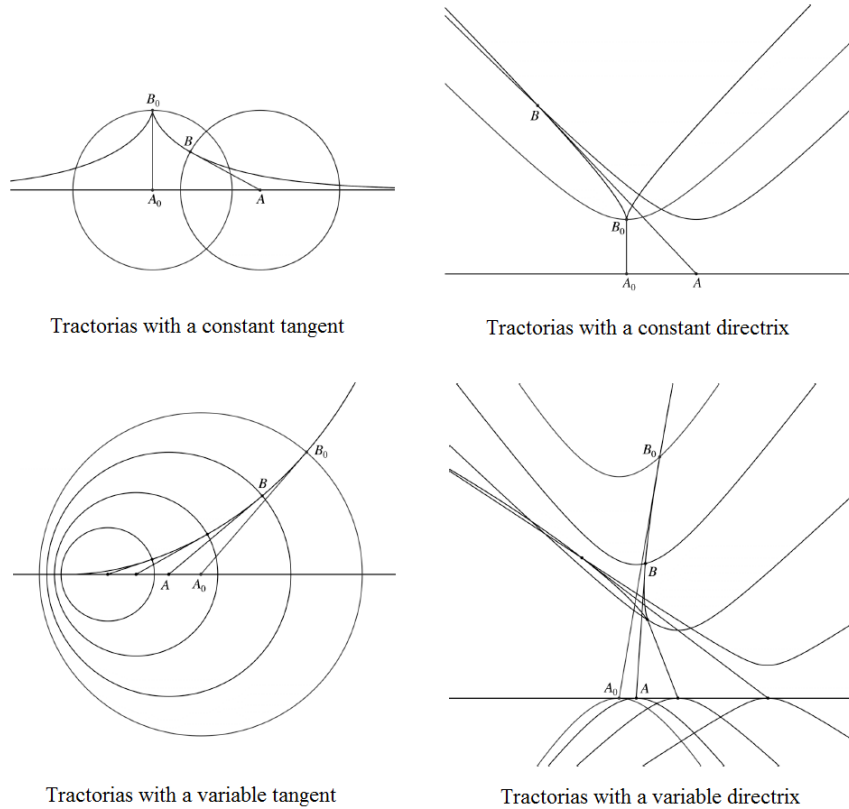 B₀
B
A₀
A
Tractorias with a constant tangent
B
B₀
A₀
A
Tractorias with a constant directrix
B₀
B
A
A₀
Tractorias with a variable tangent
B₀
B
A₀
A
Tractorias with a variable directrix